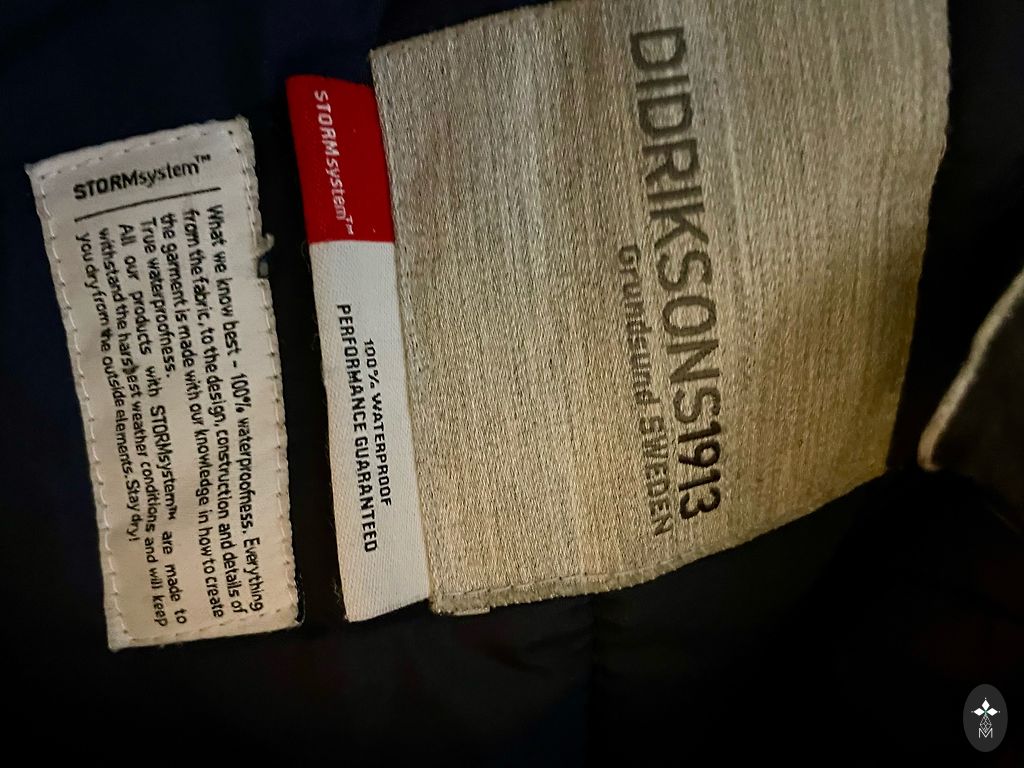 STORMsystem™
What we know best – 100% waterproofness. Everything
from the fabric, to the design, construction and details of
the garment is made with our knowledge in how to create
True waterproofness.
All our products with STORMsystem™ are made to
withstand the harshest weather conditions and will keep
you dry from the outside elements. Stay dry!
STORMsystem™
100% WATERPROOF
PERFORMANCE GUARANTEED
DIDRIKSONS1913
Grundsund SWEDEN
M